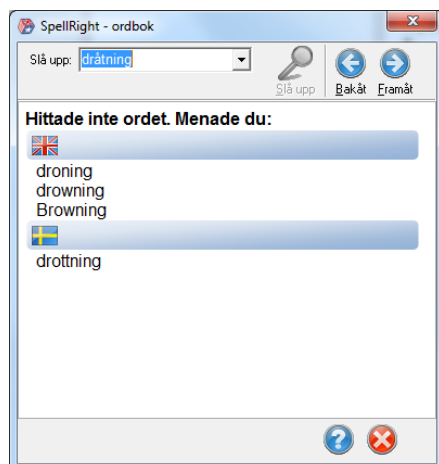 SpellRight - ordbok
Slå upp: dråtning
Slå upp Bakåt Framåt
Hittade inte ordet. Menade du:
droning
drowning
Browning
drottning